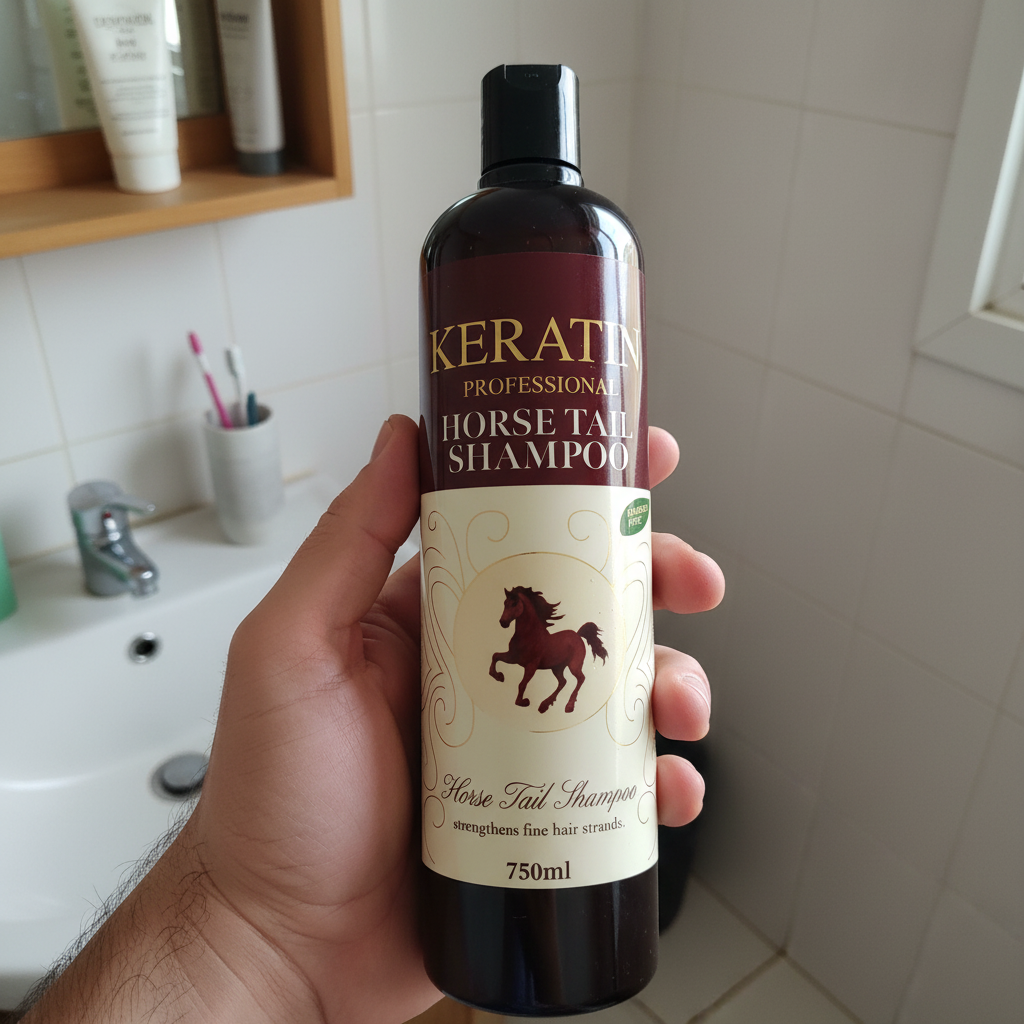 KERATIN
PROFESSIONAL
HORSE TAIL
SHAMPOO
Horse Tail Shampoo
strengthens fine hair strands.
750ml